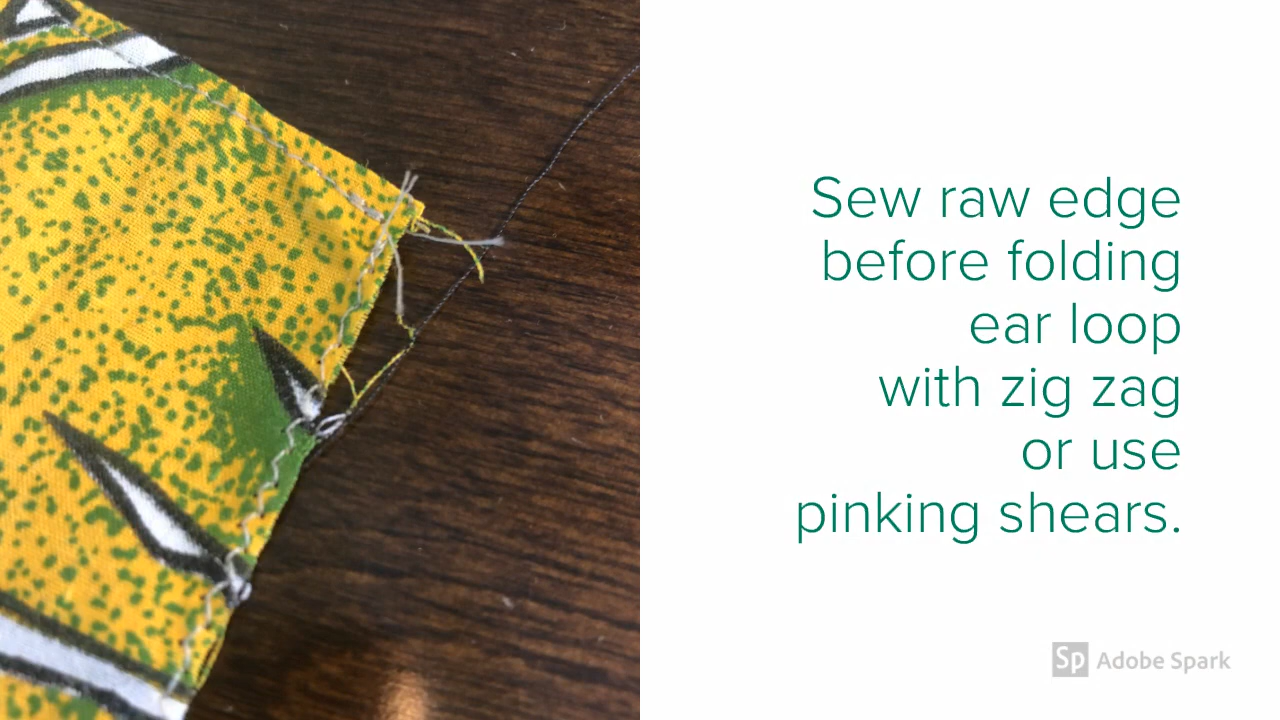 Sew raw edge
before folding
ear loop
with zig zag
or use
pinking shears.
Sp Adobe Spark